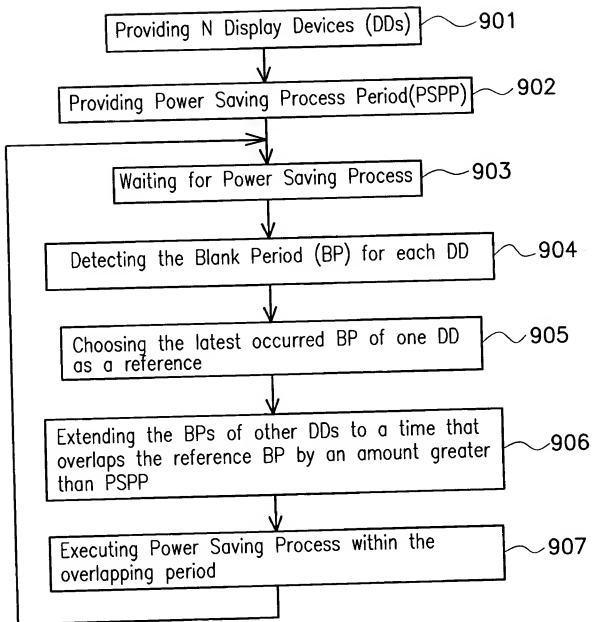 Providing N Display Devices (DDs) 901
Providing Power Saving Process Period(PSPP) 902
Waiting for Power Saving Process 903
Detecting the Blank Period (BP) for each DD 904
Choosing the latest occurred BP of one DD
as a reference 905
Extending the BPs of other DDs to a time that
overlaps the reference BP by an amount greater
than PSPP 906
Executing Power Saving Process within the
overlapping period 907